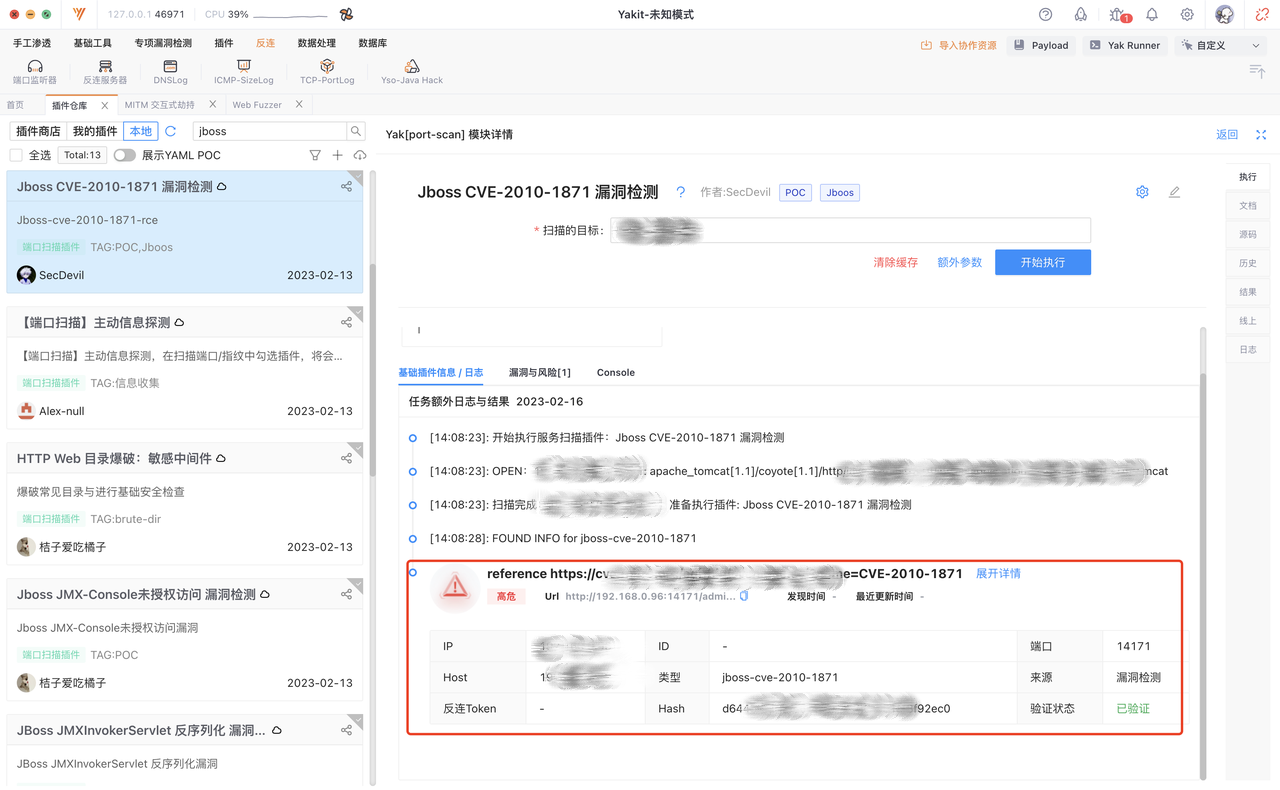 127.0.0.1 46971 CPU 39% Yakit-未知模式 1
手工渗透 基础工具 专项漏洞检测 插件 反连 数据处理 数据库 导入协作资源 Payload Yak Runner 自定义
端口监听器 反连服务器 DNSLog ICMP-SizeLog TCP-PortLog Yso-Java Hack
首页 插件仓库 MITM 交互式劫持 Web Fuzzer
插件商店 我的插件 本地 jboss
全选 Total:13 展示YAML POC
Jboss CVE-2010-1871 漏洞检测
Jboss-cve-2010-1871-rce
端口扫描插件 TAG:POC,Jboos
SecDevil 2023-02-13
【端口扫描】主动信息探测
【端口扫描】主动信息探测，在扫描端口/指纹中勾选插件，将会...
端口扫描插件 TAG:信息收集
Alex-null 2023-02-13
HTTP Web 目录爆破：敏感中间件
爆破常见目录与进行基础安全检查
端口扫描插件 TAG:brute-dir
桔子爱吃橘子 2023-02-13
Jboss JMX-Console未授权访问 漏洞检测
Jboss JMX-Console未授权访问漏洞
端口扫描插件 TAG:POC
桔子爱吃橘子 2023-02-13
JBoss JMXInvokerServlet 反序列化 漏洞...
JBoss JMXInvokerServlet 反序列化漏洞
Yak[port-scan] 模块详情 返回
Jboss CVE-2010-1871 漏洞检测 ? 作者:SecDevil POC Jboos
* 扫描的目标：
清除缓存 额外参数 开始执行
基础插件信息 / 日志 漏洞与风险[1] Console
任务额外日志与结果 2023-02-16
[14:08:23]: 开始执行服务扫描插件：Jboss CVE-2010-1871 漏洞检测
[14:08:23]: OPEN: apache_tomcat[1.1]/coyote[1.1]/http/
[14:08:23]: 扫描完成 准备执行插件: Jboss CVE-2010-1871 漏洞检测
[14:08:28]: FOUND INFO for jboss-cve-2010-1871
reference https://cv =CVE-2010-1871 展开详情
高危 Url http://192.168.0.96:14171/admi... 发现时间 - 最近更新时间 -
IP ID - 端口 14171
Host 19 类型 jboss-cve-2010-1871 来源 漏洞检测
反连Token - Hash d64 f92ec0 验证状态 已验证
执行
文档
源码
历史
结果
线上
日志